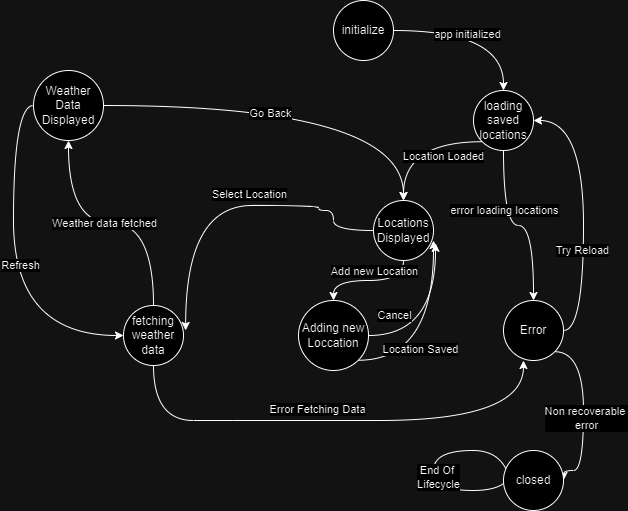 initialize
app initialized
Weather
Data
Displayed
loading
saved
locations
Go Back
Location Loaded
Select Location
error loading locations
Locations
Displayed
Weather data fetched
Try Reload
Refresh
Add new Location
fetching
weather
data
Adding new
Loccation
Cancel
Error
Location Saved
Error Fetching Data
Non recoverable
error
End Of
Lifecycle
closed